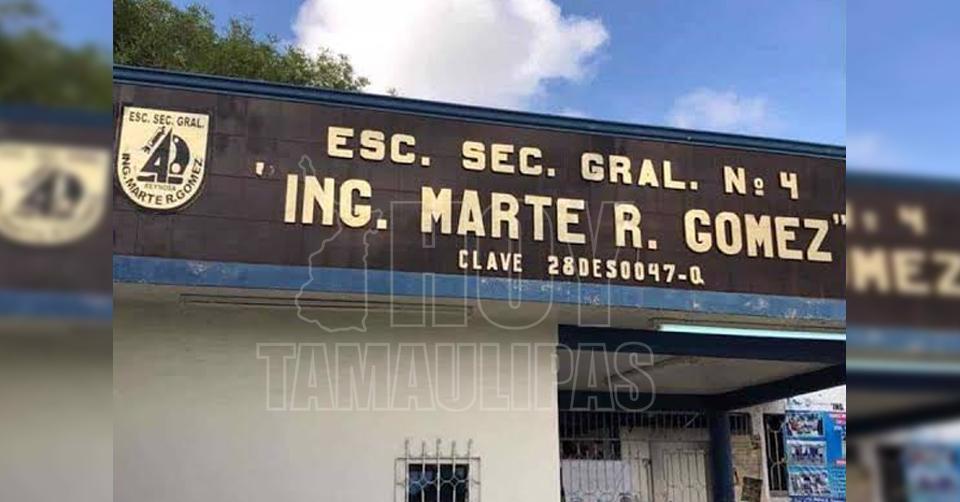 ESC. SEC. GRAL.
4
REYNOSA
ING. MARTE R. GOMEZ
ESC. SEC. GRAL. No 4
"ING. MARTE R. GOMEZ"
CLAVE 28DES0047-Q
HOY
TAMAULIPAS